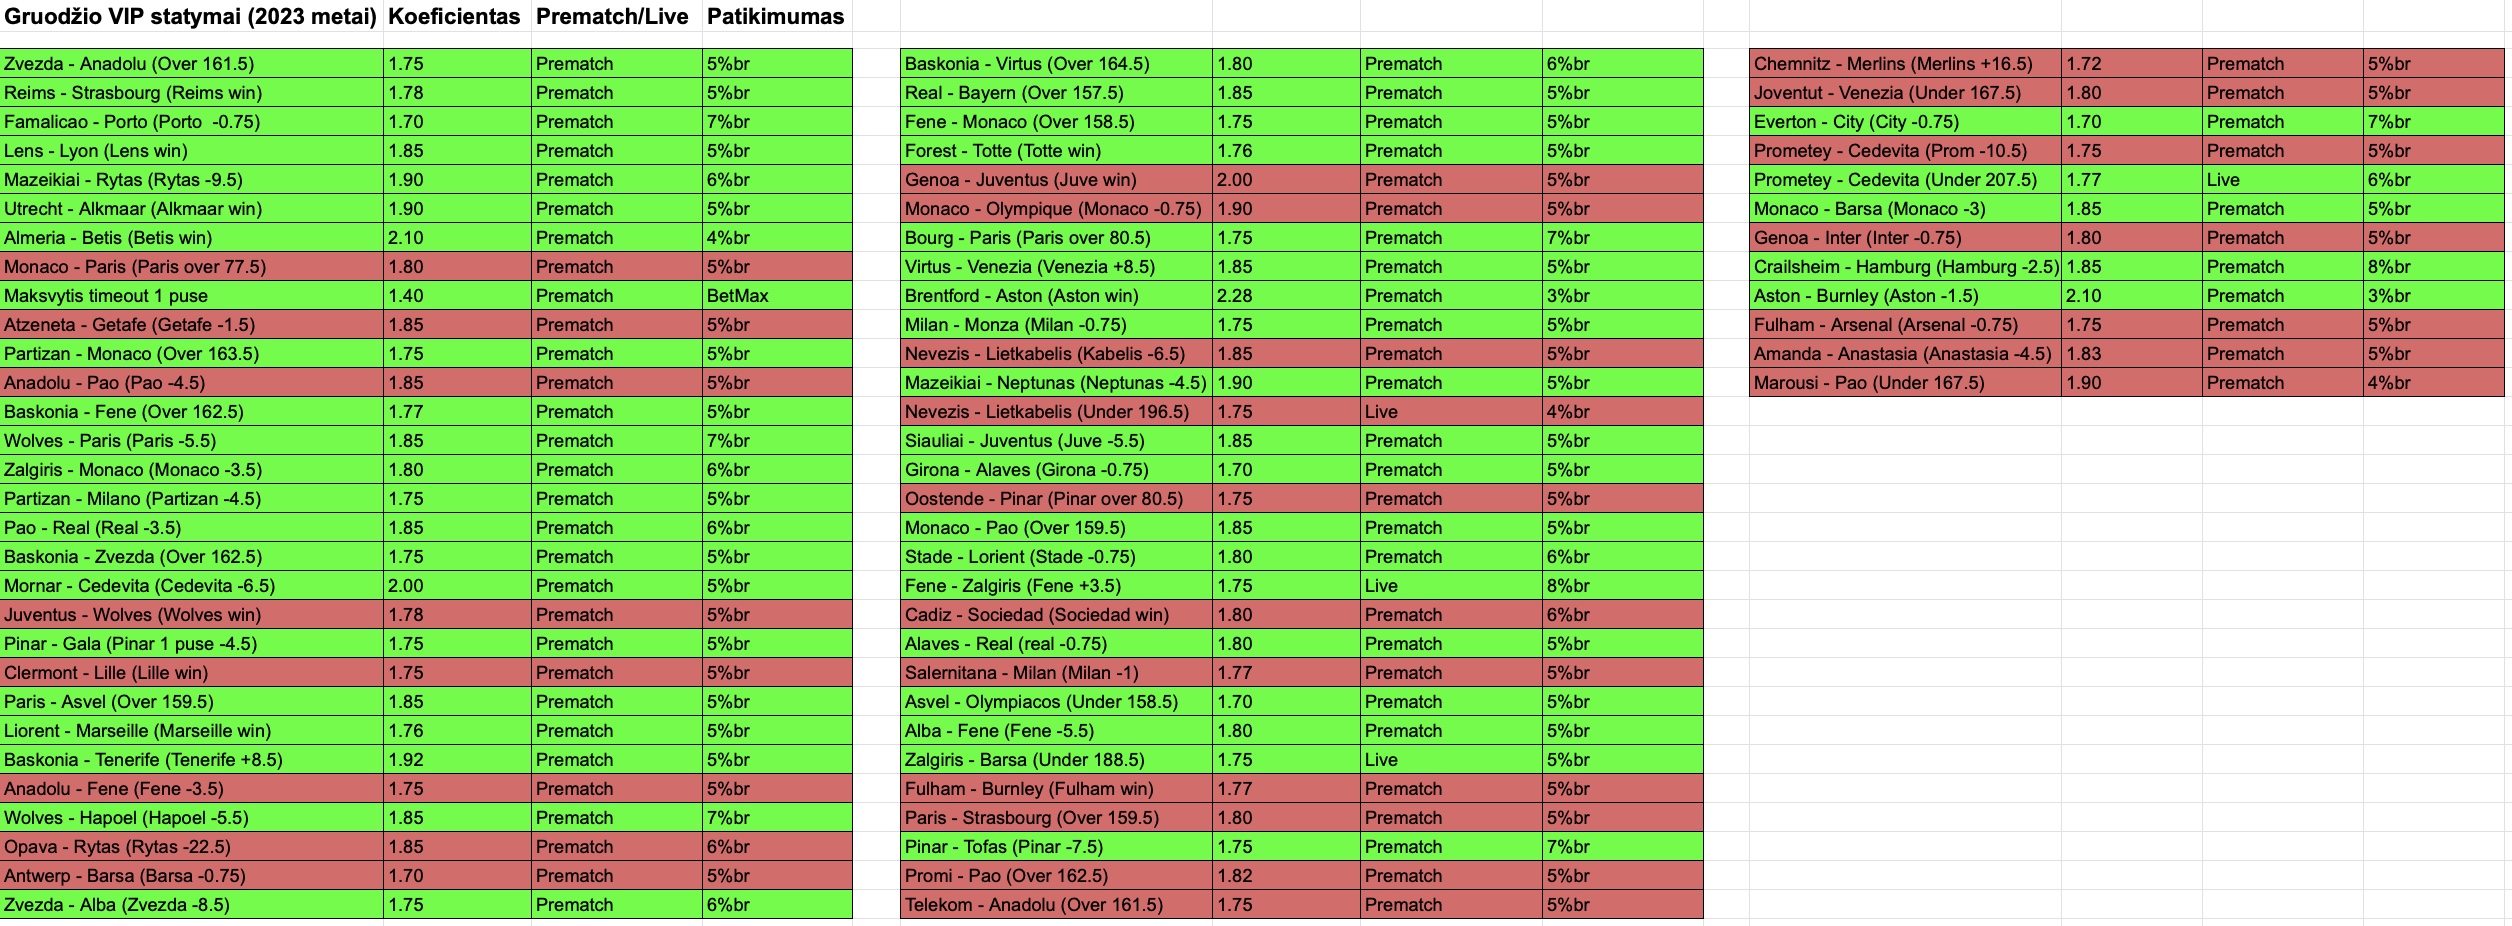 Gruodžio VIP statymai (2023 metai) Koeficientas Prematch/Live Patikimumas
Zvezda - Anadolu (Over 161.5) 1.75 Prematch 5%br
Reims - Strasbourg (Reims win) 1.78 Prematch 5%br
Famalicao - Porto (Porto  -0.75) 1.70 Prematch 7%br
Lens - Lyon (Lens win) 1.85 Prematch 5%br
Mazeikiai - Rytas (Rytas -9.5) 1.90 Prematch 6%br
Utrecht - Alkmaar (Alkmaar win) 1.90 Prematch 5%br
Almeria - Betis (Betis win) 2.10 Prematch 4%br
Monaco - Paris (Paris over 77.5) 1.80 Prematch 5%br
Maksvytis timeout 1 puse 1.40 Prematch BetMax
Atzeneta - Getafe (Getafe -1.5) 1.85 Prematch 5%br
Partizan - Monaco (Over 163.5) 1.75 Prematch 5%br
Anadolu - Pao (Pao -4.5) 1.85 Prematch 5%br
Baskonia - Fene (Over 162.5) 1.77 Prematch 5%br
Wolves - Paris (Paris -5.5) 1.85 Prematch 7%br
Zalgiris - Monaco (Monaco -3.5) 1.80 Prematch 6%br
Partizan - Milano (Partizan -4.5) 1.75 Prematch 5%br
Pao - Real (Real -3.5) 1.85 Prematch 6%br
Baskonia - Zvezda (Over 162.5) 1.75 Prematch 5%br
Mornar - Cedevita (Cedevita -6.5) 2.00 Prematch 5%br
Juventus - Wolves (Wolves win) 1.78 Prematch 5%br
Pinar - Gala (Pinar 1 puse -4.5) 1.75 Prematch 5%br
Clermont - Lille (Lille win) 1.75 Prematch 5%br
Paris - Asvel (Over 159.5) 1.85 Prematch 5%br
Liorent - Marseille (Marseille win) 1.76 Prematch 5%br
Baskonia - Tenerife (Tenerife +8.5) 1.92 Prematch 5%br
Anadolu - Fene (Fene -3.5) 1.75 Prematch 5%br
Wolves - Hapoel (Hapoel -5.5) 1.85 Prematch 7%br
Opava - Rytas (Rytas -22.5) 1.85 Prematch 6%br
Antwerp - Barsa (Barsa -0.75) 1.70 Prematch 5%br
Zvezda - Alba (Zvezda -8.5) 1.75 Prematch 6%br
Baskonia - Virtus (Over 164.5) 1.80 Prematch 6%br
Real - Bayern (Over 157.5) 1.85 Prematch 5%br
Fene - Monaco (Over 158.5) 1.75 Prematch 5%br
Forest - Totte (Totte win) 1.76 Prematch 5%br
Genoa - Juventus (Juve win) 2.00 Prematch 5%br
Monaco - Olympique (Monaco -0.75) 1.90 Prematch 5%br
Bourg - Paris (Paris over 80.5) 1.75 Prematch 7%br
Virtus - Venezia (Venezia +8.5) 1.85 Prematch 5%br
Brentford - Aston (Aston win) 2.28 Prematch 3%br
Milan - Monza (Milan -0.75) 1.75 Prematch 5%br
Nevezis - Lietkabelis (Kabelis -6.5) 1.85 Prematch 5%br
Mazeikiai - Neptunas (Neptunas -4.5) 1.90 Prematch 5%br
Nevezis - Lietkabelis (Under 196.5) 1.75 Live 4%br
Siauliai - Juventus (Juve -5.5) 1.85 Prematch 5%br
Girona - Alaves (Girona -0.75) 1.70 Prematch 5%br
Oostende - Pinar (Pinar over 80.5) 1.75 Prematch 5%br
Monaco - Pao (Over 159.5) 1.85 Prematch 5%br
Stade - Lorient (Stade -0.75) 1.80 Prematch 6%br
Fene - Zalgiris (Fene +3.5) 1.75 Live 8%br
Cadiz - Sociedad (Sociedad win) 1.80 Prematch 6%br
Alaves - Real (real -0.75) 1.80 Prematch 5%br
Salernitana - Milan (Milan -1) 1.77 Prematch 5%br
Asvel - Olympiacos (Under 158.5) 1.70 Prematch 5%br
Alba - Fene (Fene -5.5) 1.80 Prematch 5%br
Zalgiris - Barsa (Under 188.5) 1.75 Live 5%br
Fulham - Burnley (Fulham win) 1.77 Prematch 5%br
Paris - Strasbourg (Over 159.5) 1.80 Prematch 5%br
Pinar - Tofas (Pinar -7.5) 1.75 Prematch 7%br
Promi - Pao (Over 162.5) 1.82 Prematch 5%br
Telekom - Anadolu (Over 161.5) 1.75 Prematch 5%br
Chemnitz - Merlins (Merlins +16.5) 1.72 Prematch 5%br
Joventut - Venezia (Under 167.5) 1.80 Prematch 5%br
Everton - City (City -0.75) 1.70 Prematch 7%br
Prometey - Cedevita (Prom -10.5) 1.75 Prematch 5%br
Prometey - Cedevita (Under 207.5) 1.77 Live 6%br
Monaco - Barsa (Monaco -3) 1.85 Prematch 5%br
Genoa - Inter (Inter -0.75) 1.80 Prematch 5%br
Crailsheim - Hamburg (Hamburg -2.5) 1.85 Prematch 8%br
Aston - Burnley (Aston -1.5) 2.10 Prematch 3%br
Fulham - Arsenal (Arsenal -0.75) 1.75 Prematch 5%br
Amanda - Anastasia (Anastasia -4.5) 1.83 Prematch 5%br
Marousi - Pao (Under 167.5) 1.90 Prematch 4%br